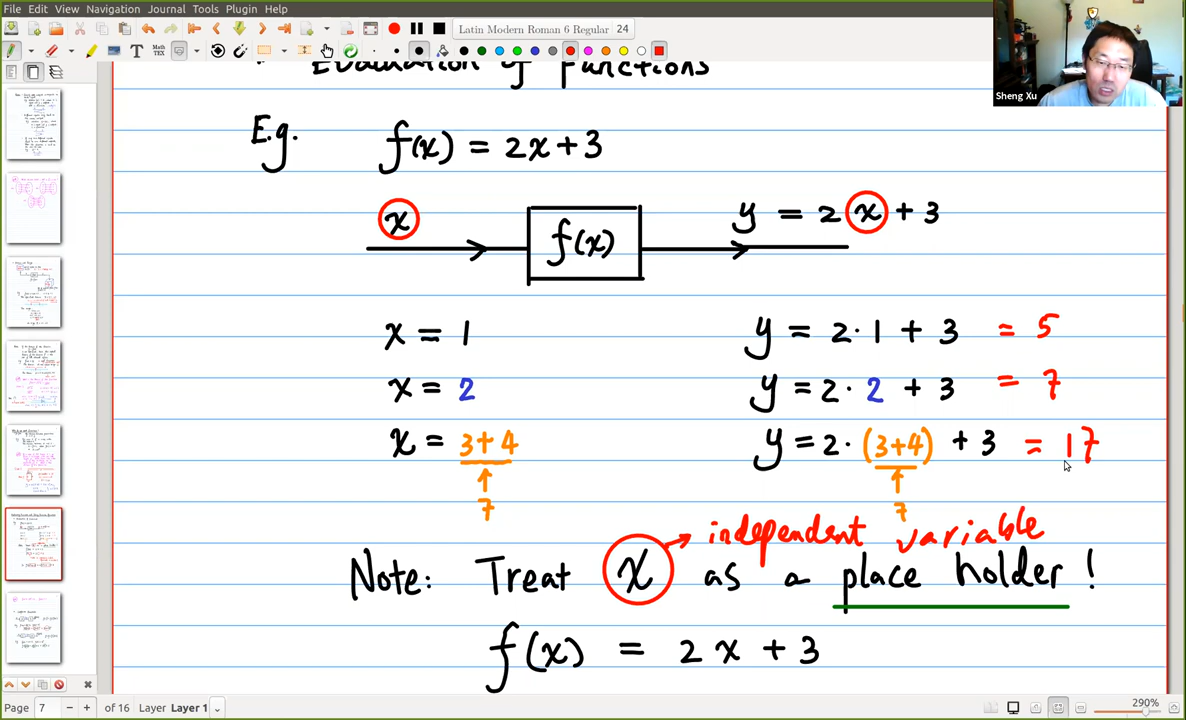 File Edit View Navigation Journal Tools Plugin Help
Latin Modern Roman 6 Regular 24
T Math TEX
Sheng Xu
Evaluation of functions
E.g. f(x) = 2x+3
x f(x) y = 2 x + 3
x = 1 y = 2·1 + 3 = 5
x = 2 y = 2·2 + 3 = 7
x = 3+4 y = 2·(3+4) + 3 = 17
7 7
independent variable
Note: Treat x as a place holder!
f(x) = 2x+3
Page 7 of 16 Layer Layer 1 290%